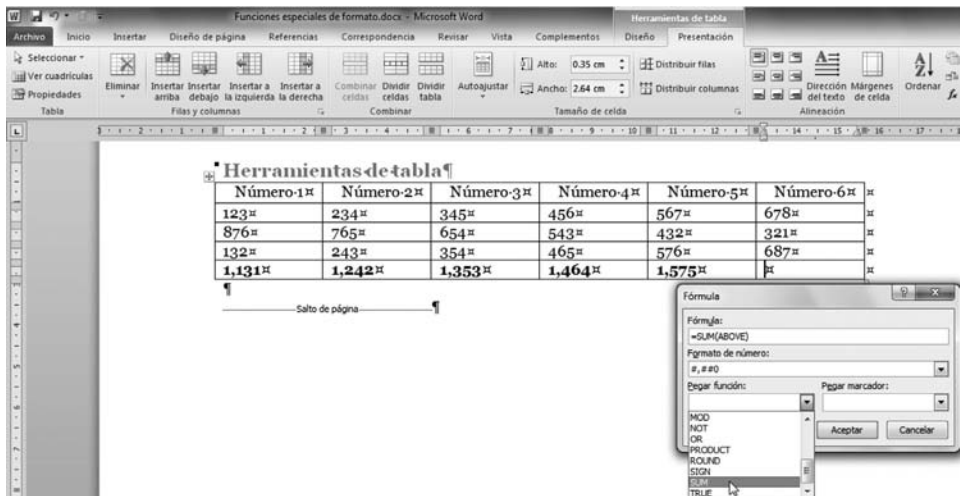 Funciones especiales de formato.docx - Microsoft Word
Herramientas de tabla
Archivo Inicio Insertar Diseño de página Referencias Correspondencia Revisar Vista Complementos Diseño Presentación
Seleccionar
Ver cuadrículas
Propiedades
Tabla
Eliminar
Insertar arriba
Insertar debajo
Insertar a la izquierda
Insertar a la derecha
Filas y columnas
Combinar celdas
Dividir celdas
Dividir tabla
Combinar
Autoajustar
Alto: 0.35 cm
Ancho: 2.64 cm
Distribuir filas
Distribuir columnas
Tamaño de celda
Dirección del texto
Márgenes de celda
Alineación
Ordenar
Herramientas·de·tabla¶
Número·1¤ Número·2¤ Número·3¤ Número·4¤ Número·5¤ Número·6¤ ¤
123¤ 234¤ 345¤ 456¤ 567¤ 678¤ ¤
876¤ 765¤ 654¤ 543¤ 432¤ 321¤ ¤
132¤ 243¤ 354¤ 465¤ 576¤ 687¤ ¤
1,131¤ 1,242¤ 1,353¤ 1,464¤ 1,575¤ ¤ ¤
¶
Salto de página ¶
Fórmula
Fórmula:
=SUM(ABOVE)
Formato de número:
#,##0
Pegar función: Pegar marcador:
MOD
NOT
OR
PRODUCT
ROUND
SIGN
SUM
TRUE
Aceptar Cancelar